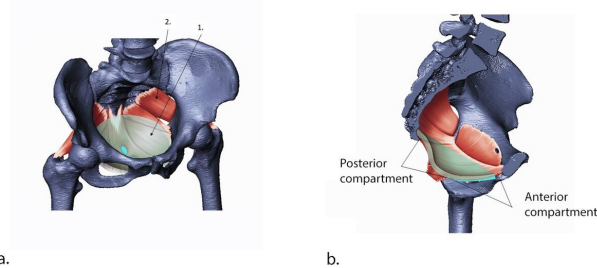 2.
1.
Posterior
compartment
Anterior
compartment
a.
b.